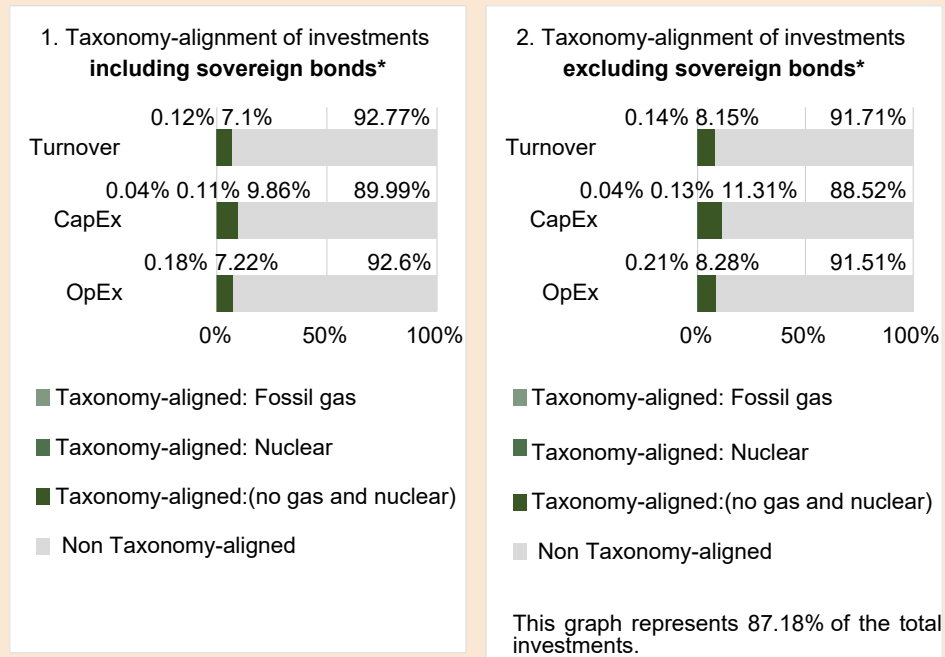 1. Taxonomy-alignment of investments
including sovereign bonds*
0.12% 7.1% 92.77%
Turnover
0.04% 0.11% 9.86% 89.99%
CapEx
0.18% 7.22% 92.6%
OpEx
0% 50% 100%
Taxonomy-aligned: Fossil gas
Taxonomy-aligned: Nuclear
Taxonomy-aligned:(no gas and nuclear)
Non Taxonomy-aligned
2. Taxonomy-alignment of investments
excluding sovereign bonds*
0.14% 8.15% 91.71%
Turnover
0.04% 0.13% 11.31% 88.52%
CapEx
0.21% 8.28% 91.51%
OpEx
0% 50% 100%
Taxonomy-aligned: Fossil gas
Taxonomy-aligned: Nuclear
Taxonomy-aligned:(no gas and nuclear)
Non Taxonomy-aligned
This graph represents 87.18% of the total
investments.